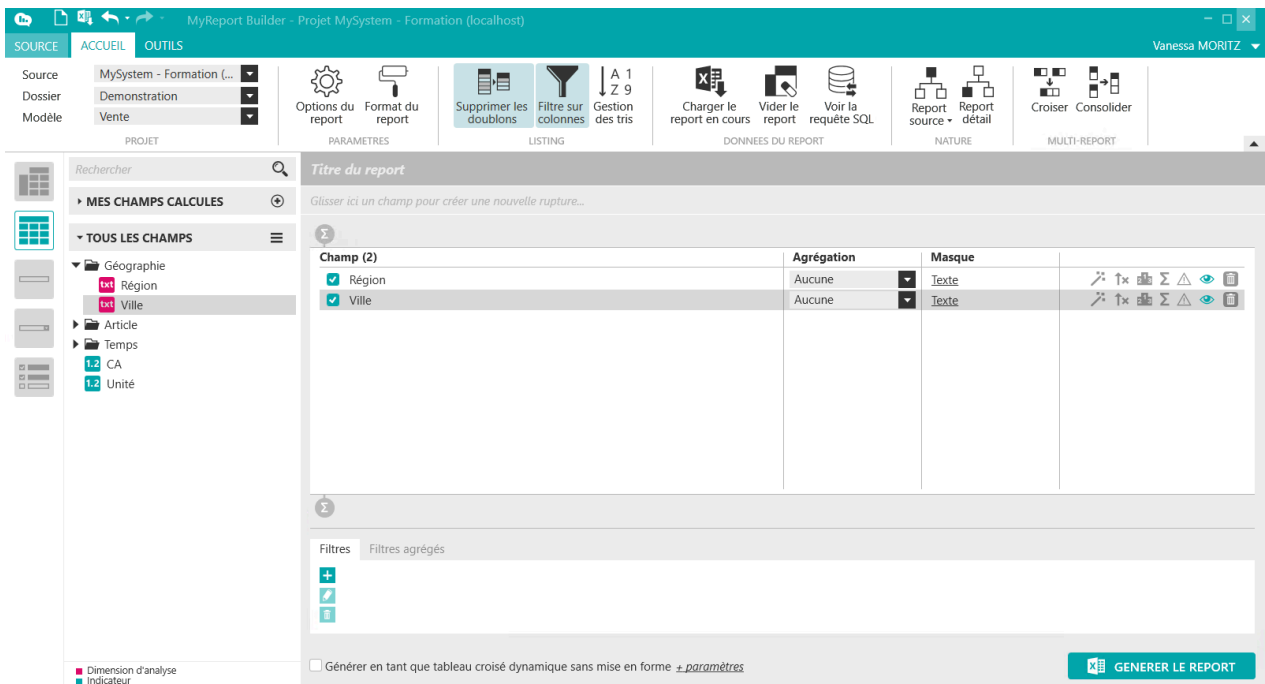 MyReport Builder - Projet MySystem - Formation (localhost)
SOURCE ACCUEIL OUTILS Vanessa MORITZ
Source MySystem - Formation (...
Dossier Demonstration
Modèle Vente
PROJET
Options du report
Format du report
PARAMETRES
Supprimer les doublons
Filtre sur colonnes
A 1
Z 9
Gestion des tris
LISTING
Charger le report en cours
Vider le report
Voir la requête SQL
DONNEES DU REPORT
Report source
Report détail
NATURE
Croiser
Consolider
MULTI-REPORT
Rechercher
MES CHAMPS CALCULES
TOUS LES CHAMPS
Géographie
txt Région
txt Ville
Article
Temps
1.2 CA
1.2 Unité
Dimension d'analyse
Indicateur
Titre du report
Glisser ici un champ pour créer une nouvelle rupture...
Σ
Champ (2) Agrégation Masque
Région Aucune Texte Σ
Ville Aucune Texte Σ
Σ
Filtres Filtres agrégés
Générer en tant que tableau croisé dynamique sans mise en forme + paramètres
GENERER LE REPORT